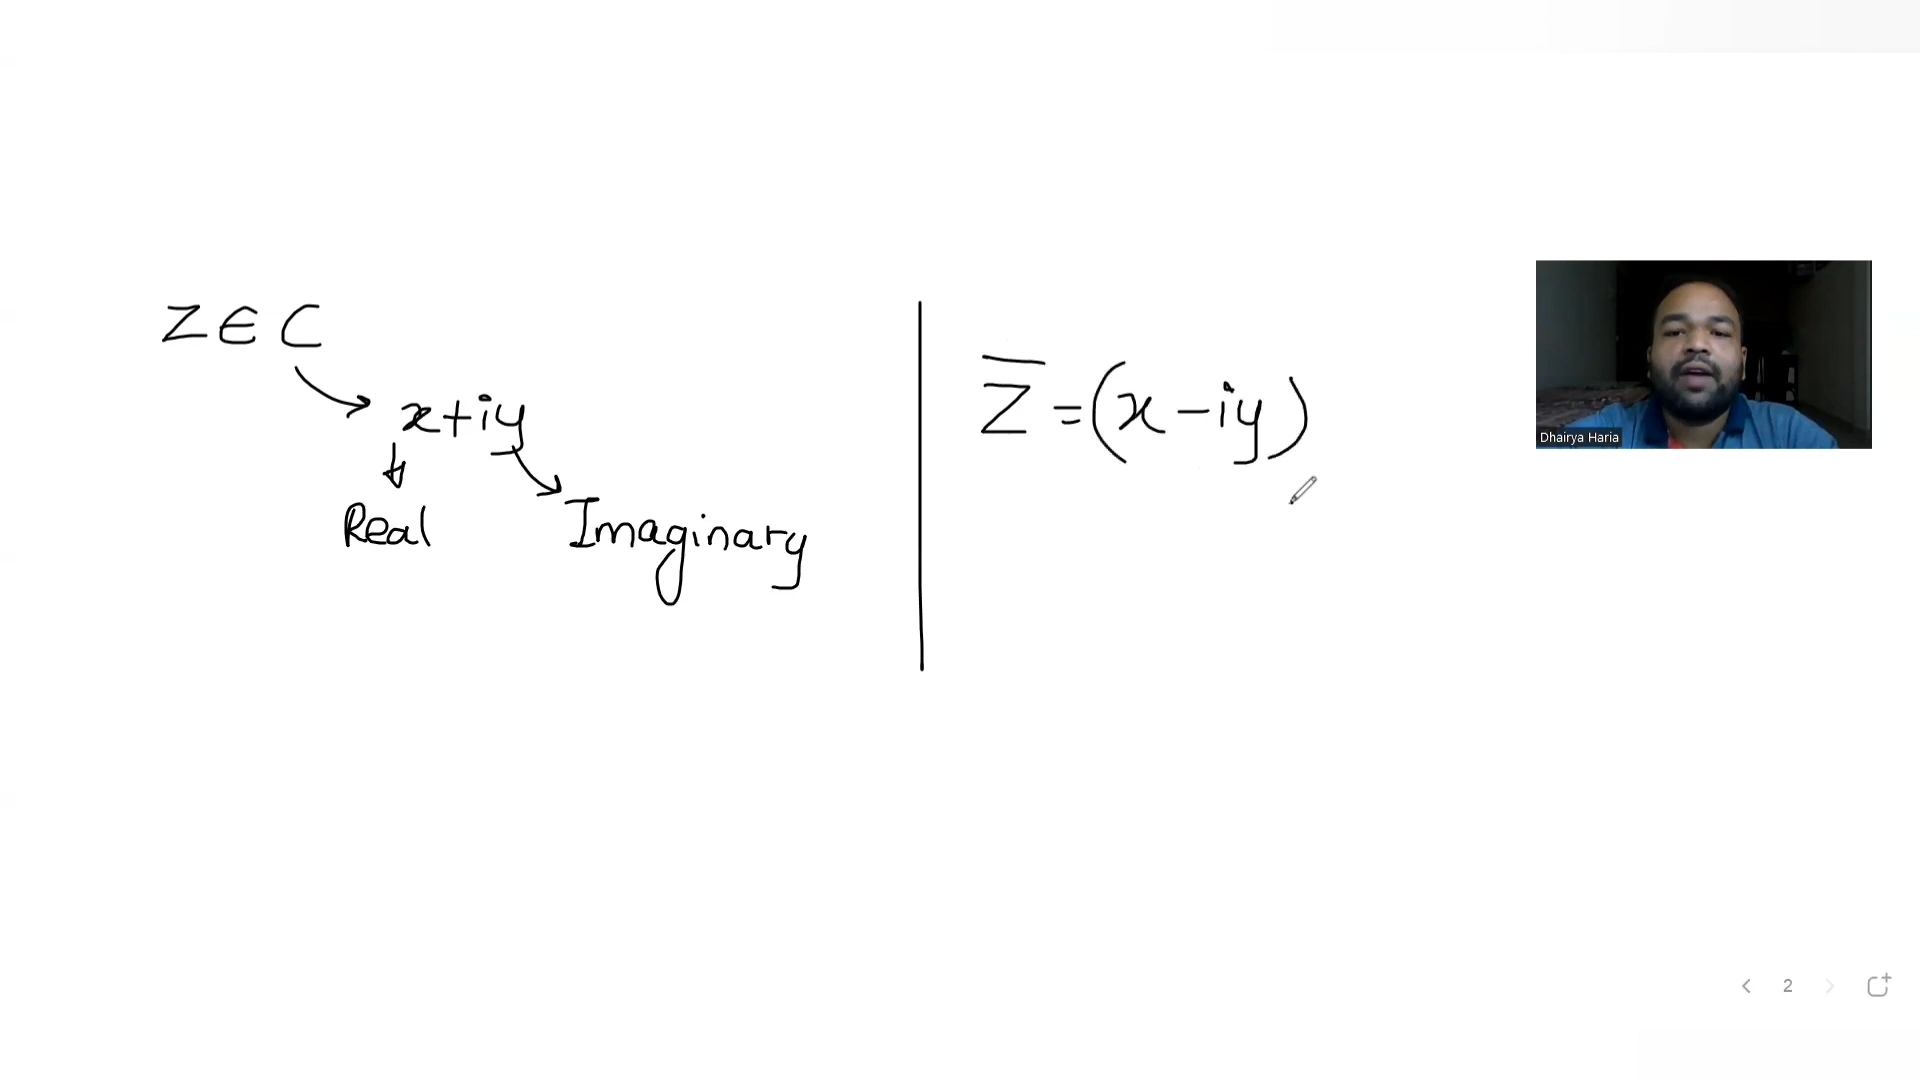 Z ∈ C
x+iy
Real
Imaginary
Z̅ = (x - iy)
Dhairya Haria
2